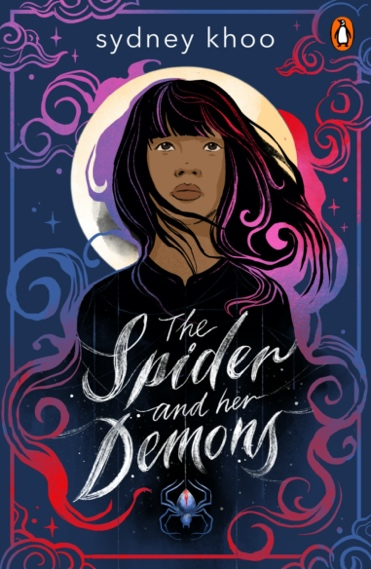 sydney khoo
The
Spider
and her
Demons